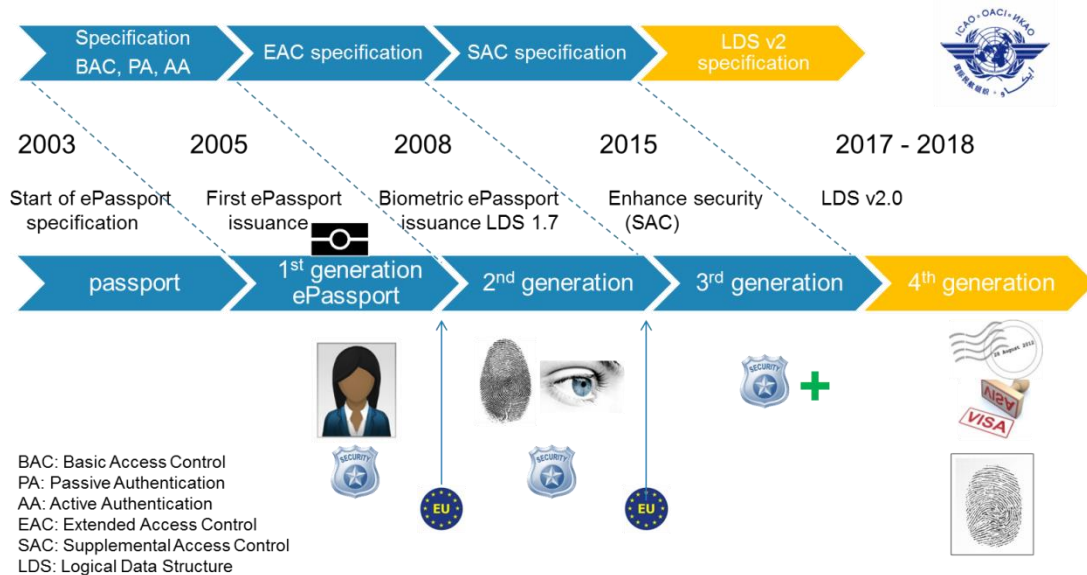 Specification
BAC, PA, AA
EAC specification
SAC specification
LDS v2
specification
ICAO • OACI • ИКАО
2003
2005
2008
2015
2017 - 2018
Start of ePassport
specification
First ePassport
issuance
Biometric ePassport
issuance LDS 1.7
Enhance security
(SAC)
LDS v2.0
passport
1st generation
ePassport
2nd generation
3rd generation
4th generation
SECURITY
SECURITY
SECURITY
VISA
VISA
EU
EU
BAC: Basic Access Control
PA: Passive Authentication
AA: Active Authentication
EAC: Extended Access Control
SAC: Supplemental Access Control
LDS: Logical Data Structure